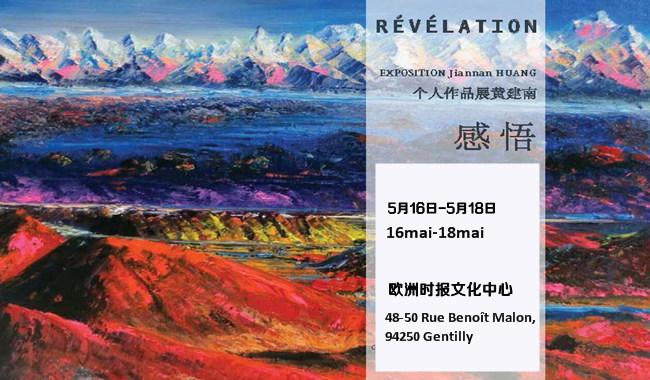 RÉVÉLATION
EXPOSITION Jiannan HUANG
个人作品展黄建南
感悟
5月16日-5月18日
16mai-18mai
欧洲时报文化中心
48-50 Rue Benoît Malon,
94250 Gentilly